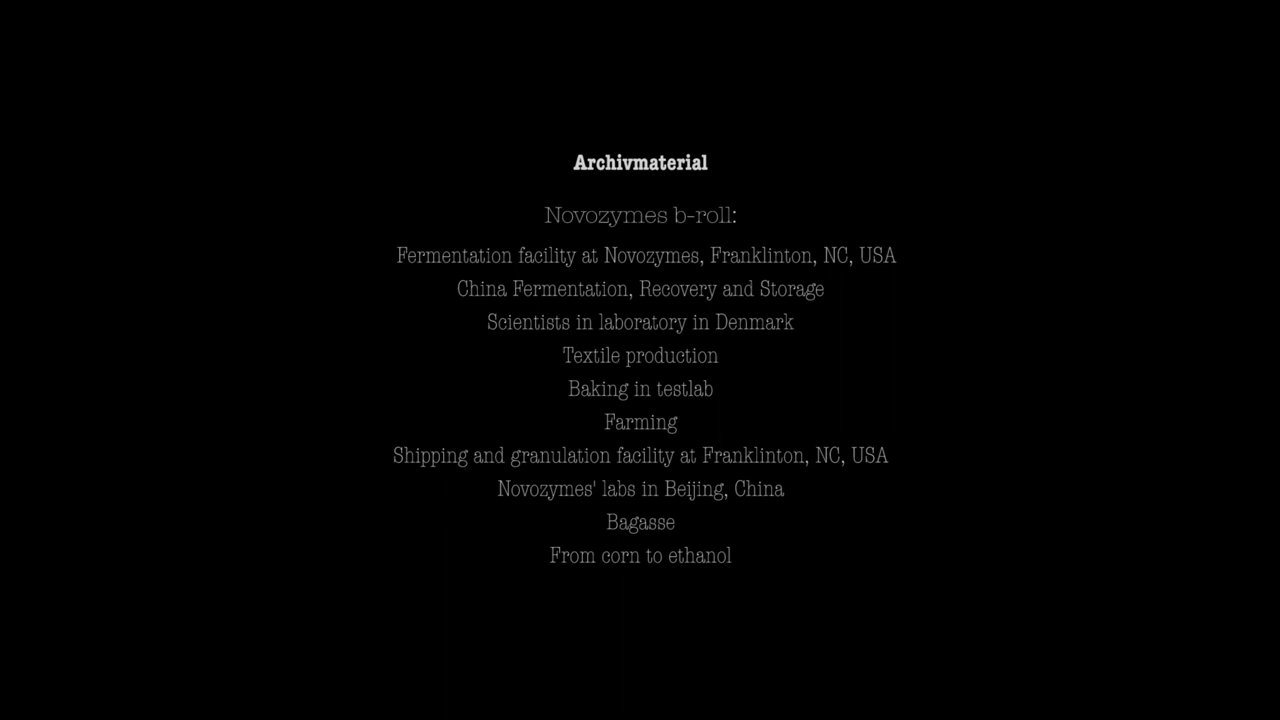 Archivmaterial
Novozymes b-roll:
Fermentation facility at Novozymes, Franklinton, NC, USA
China Fermentation, Recovery and Storage
Scientists in laboratory in Denmark
Textile production
Baking in testlab
Farming
Shipping and granulation facility at Franklinton, NC, USA
Novozymes' labs in Beijing, China
Bagasse
From corn to ethanol